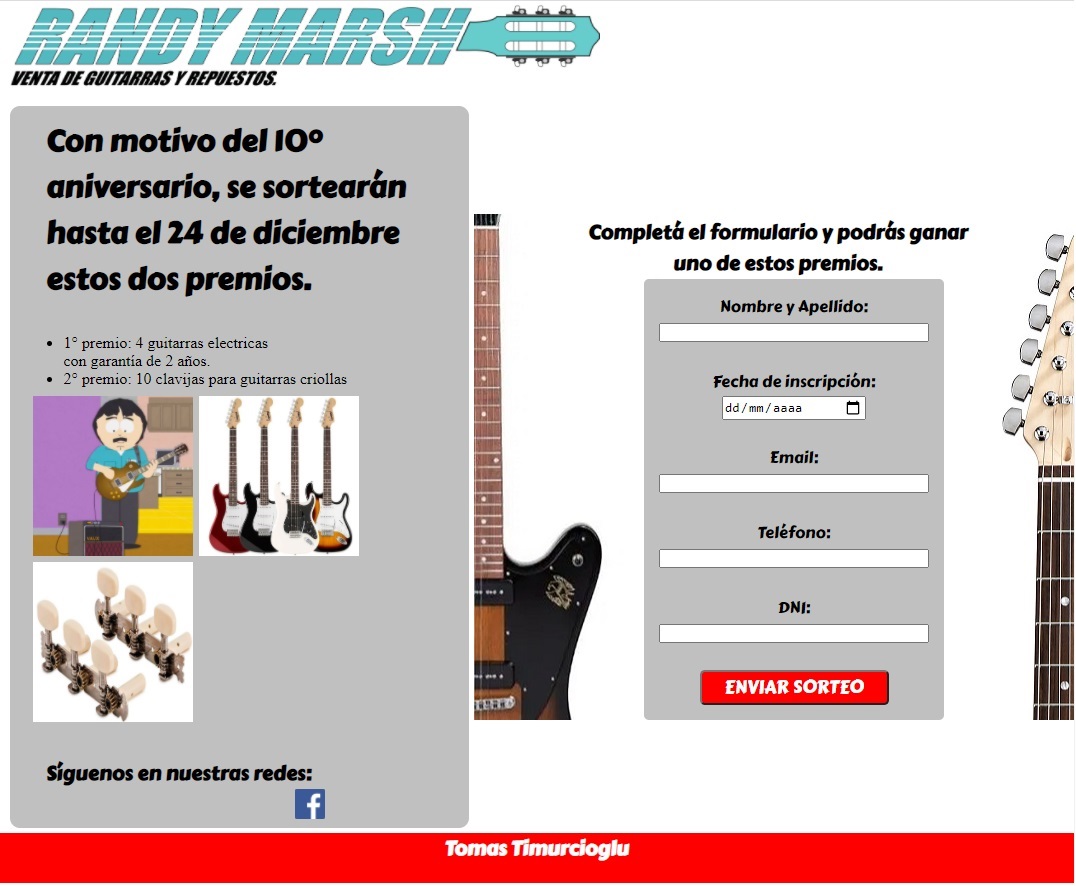 RANDY MARSH
VENTA DE GUITARRAS Y REPUESTOS.
Con motivo del 10º
aniversario, se sortearán
hasta el 24 de diciembre
estos dos premios.
1° premio: 4 guitarras electricas
con garantía de 2 años.
2° premio: 10 clavijas para guitarras criollas
Síguenos en nuestras redes:
f
Completá el formulario y podrás ganar
uno de estos premios.
Nombre y Apellido:
Fecha de inscripción:
dd/mm/aaaa
Email:
Teléfono:
DNI:
ENVIAR SORTEO
Tomas Timurcioglu